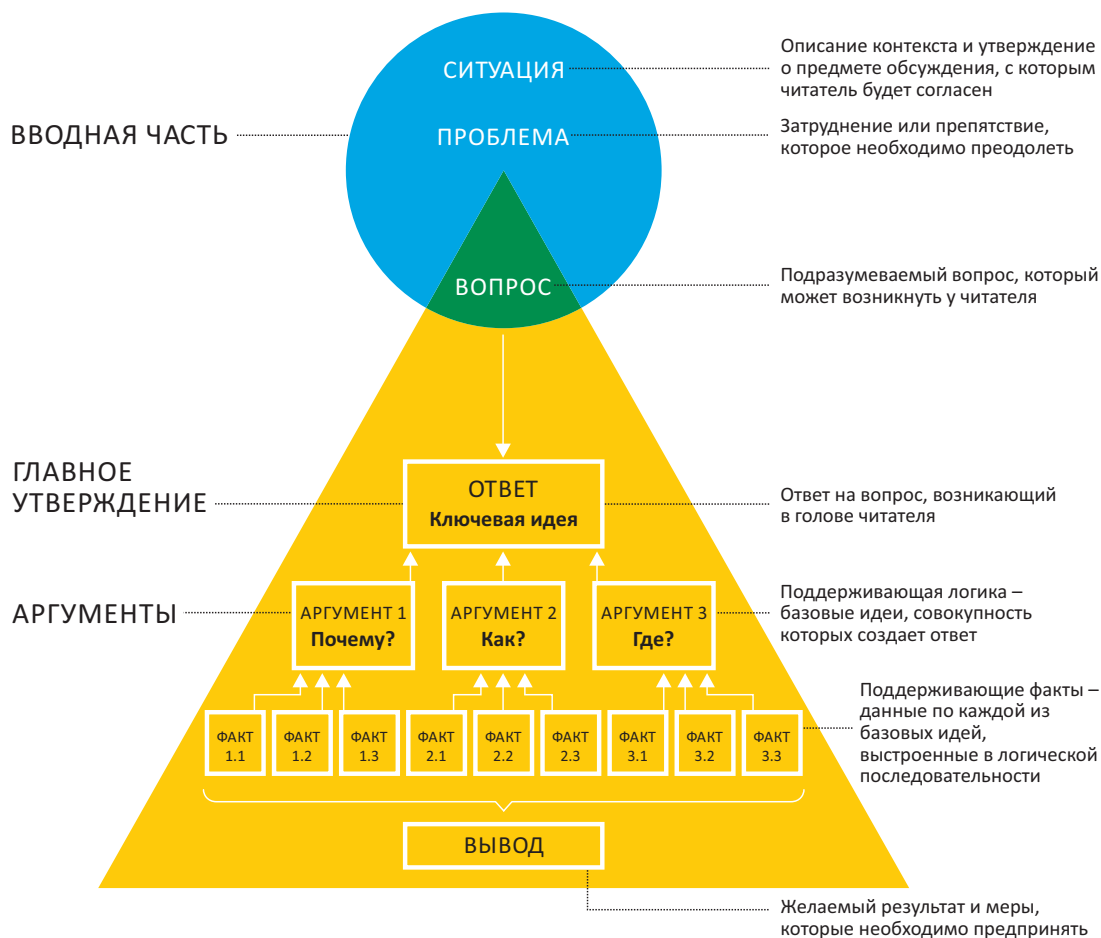 СИТУАЦИЯ
Описание контекста и утверждение
о предмете обсуждения, с которым
читатель будет согласен
ВВОДНАЯ ЧАСТЬ
ПРОБЛЕМА
Затруднение или препятствие,
которое необходимо преодолеть
ВОПРОС
Подразумеваемый вопрос, который
может возникнуть у читателя
ГЛАВНОЕ
УТВЕРЖДЕНИЕ
ОТВЕТ
Ключевая идея
Ответ на вопрос, возникающий
в голове читателя
АРГУМЕНТЫ
АРГУМЕНТ 1
Почему?
АРГУМЕНТ 2
Как?
АРГУМЕНТ 3
Где?
Поддерживающая логика –
базовые идеи, совокупность
которых создает ответ
ФАКТ
1.1
ФАКТ
1.2
ФАКТ
1.3
ФАКТ
2.1
ФАКТ
2.2
ФАКТ
2.3
ФАКТ
3.1
ФАКТ
3.2
ФАКТ
3.3
Поддерживающие факты –
данные по каждой из
базовых идей,
выстроенные в логической
последовательности
ВЫВОД
Желаемый результат и меры,
которые необходимо предпринять